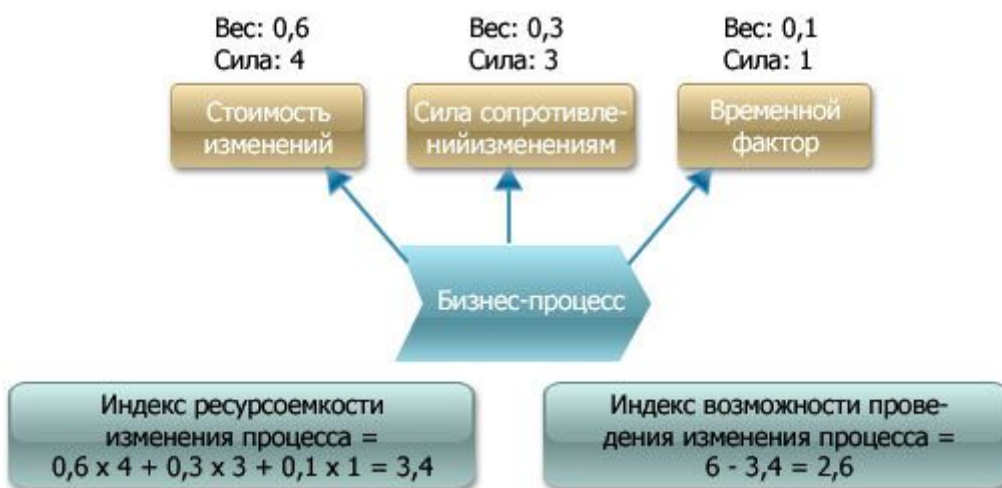 Вес: 0,6
Сила: 4
Вес: 0,3
Сила: 3
Вес: 0,1
Сила: 1
Стоимость
изменений
Сила сопротивле-
нийизменениям
Временной
фактор
Бизнес-процесс
Индекс ресурсоемкости
изменения процесса =
0,6 x 4 + 0,3 x 3 + 0,1 x 1 = 3,4
Индекс возможности прове-
дения изменения процесса =
6 - 3,4 = 2,6